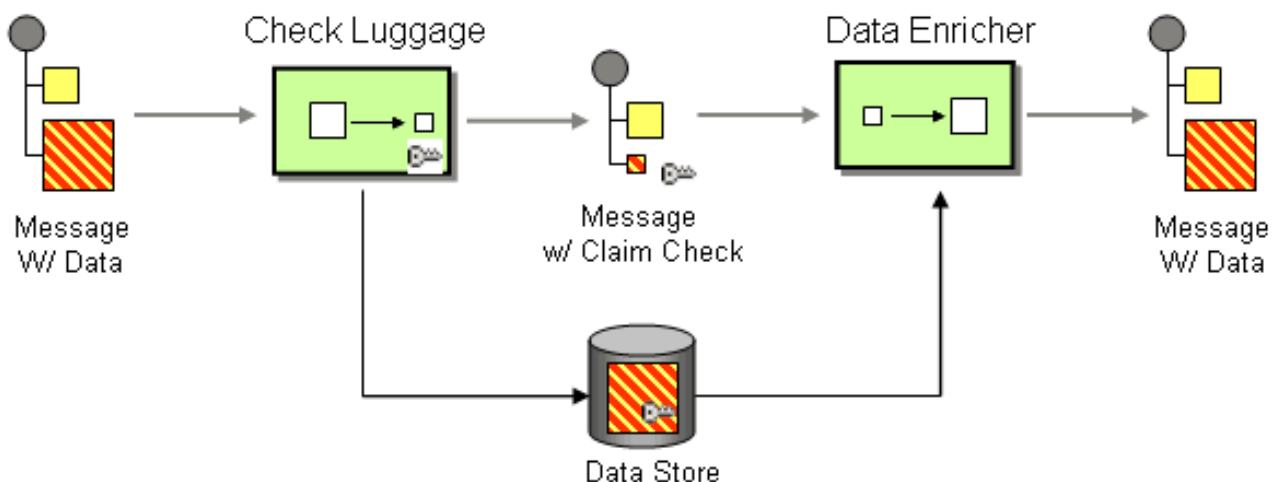 Check Luggage
Data Enricher
Message
W/ Data
Message
w/ Claim Check
Message
W/ Data
Data Store